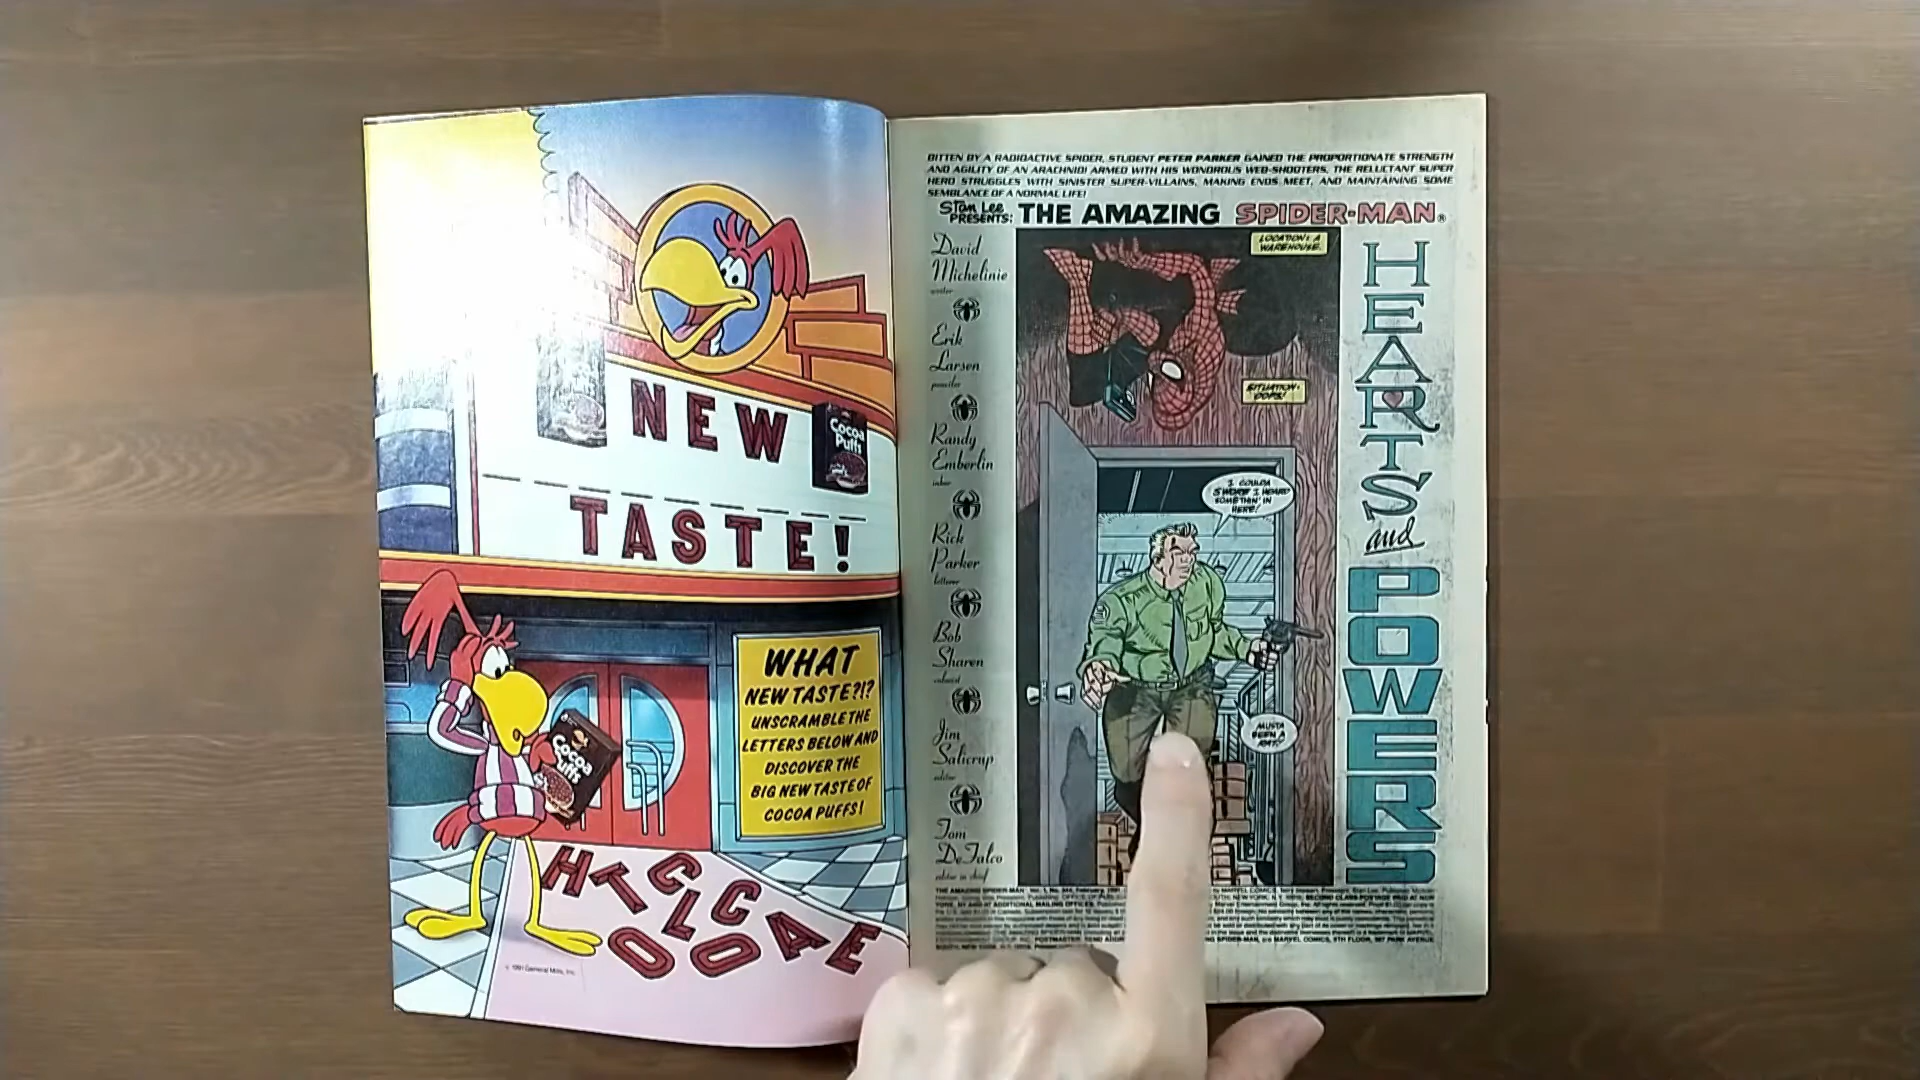 NEW
TASTE!
Cocoa
Puffs
WHAT
NEW TASTE?!?
UNSCRAMBLE THE
LETTERS BELOW AND
DISCOVER THE
BIG NEW TASTE OF
COCOA PUFFS!
Cocoa
Puffs
H T C L C A E O O
© 1991 General Mills, Inc.
BITTEN BY A RADIOACTIVE SPIDER, STUDENT PETER PARKER GAINED THE PROPORTIONATE STRENGTH
AND AGILITY OF AN ARACHNID! ARMED WITH HIS WONDROUS WEB-SHOOTERS, THE RELUCTANT SUPER
HERO STRUGGLES WITH SINISTER SUPER-VILLAINS, MAKING ENDS MEET, AND MAINTAINING SOME
SEMBLANCE OF A NORMAL LIFE!
Stan Lee
PRESENTS: THE AMAZING SPIDER-MAN®
David
Michelinie
writer
Erik
Larsen
penciler
Randy
Emberlin
inker
Rick
Parker
letterer
Bob
Sharen
colorist
Jim
Salicrup
editor
Tom
DeFalco
editor in chief
LOCATION: A
WAREHOUSE.
SITUATION:
OOPS!
I COULDA
SWORE I HEARD
SOMETHIN' IN
HERE!
MUSTA
BEEN A
RAT.
HEARTS
and
POWERS